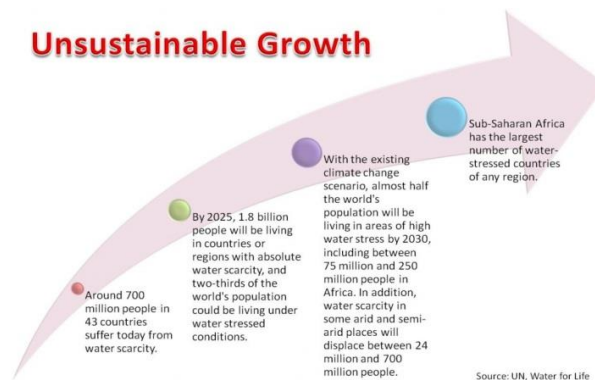 Unsustainable Growth
Around 700
million people in
43 countries
suffer today from
water scarcity.
By 2025, 1.8 billion
people will be living
in countries or
regions with absolute
water scarcity, and
two-thirds of the
world's population
could be living under
water stressed
conditions.
With the existing
climate change
scenario, almost half
the world's
population will be
living in areas of high
water stress by 2030,
including between
75 million and 250
million people in
Africa. In addition,
water scarcity in
some arid and semi-
arid places will
displace between 24
million and 700
million people.
Sub-Saharan Africa
has the largest
number of water-
stressed countries
of any region.
Source: UN, Water for Life